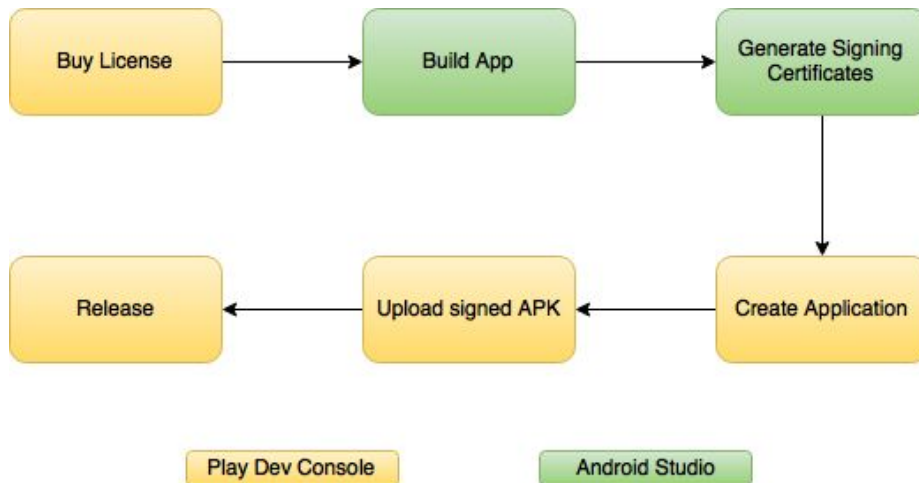 Buy License
Build App
Generate Signing
Certificates
Release
Upload signed APK
Create Application
Play Dev Console
Android Studio